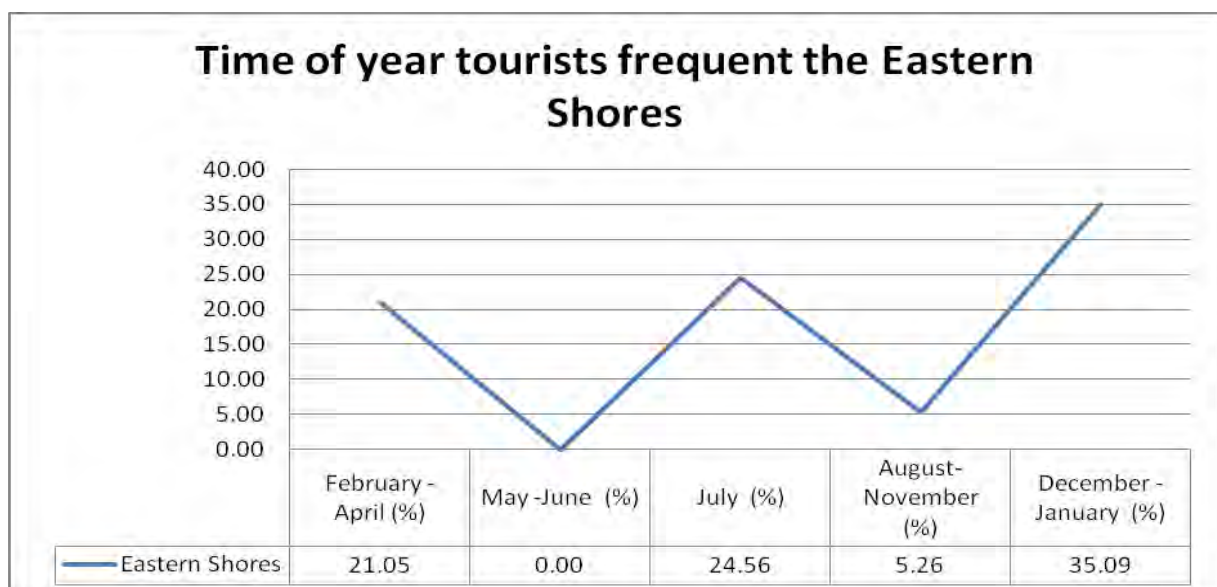 Time of year tourists frequent the Eastern
Shores
40.00
35.00
30.00
25.00
20.00
15.00
10.00
5.00
0.00
February - April (%)
May -June (%)
July (%)
August- November (%)
December - January (%)
Eastern Shores 21.05 0.00 24.56 5.26 35.09